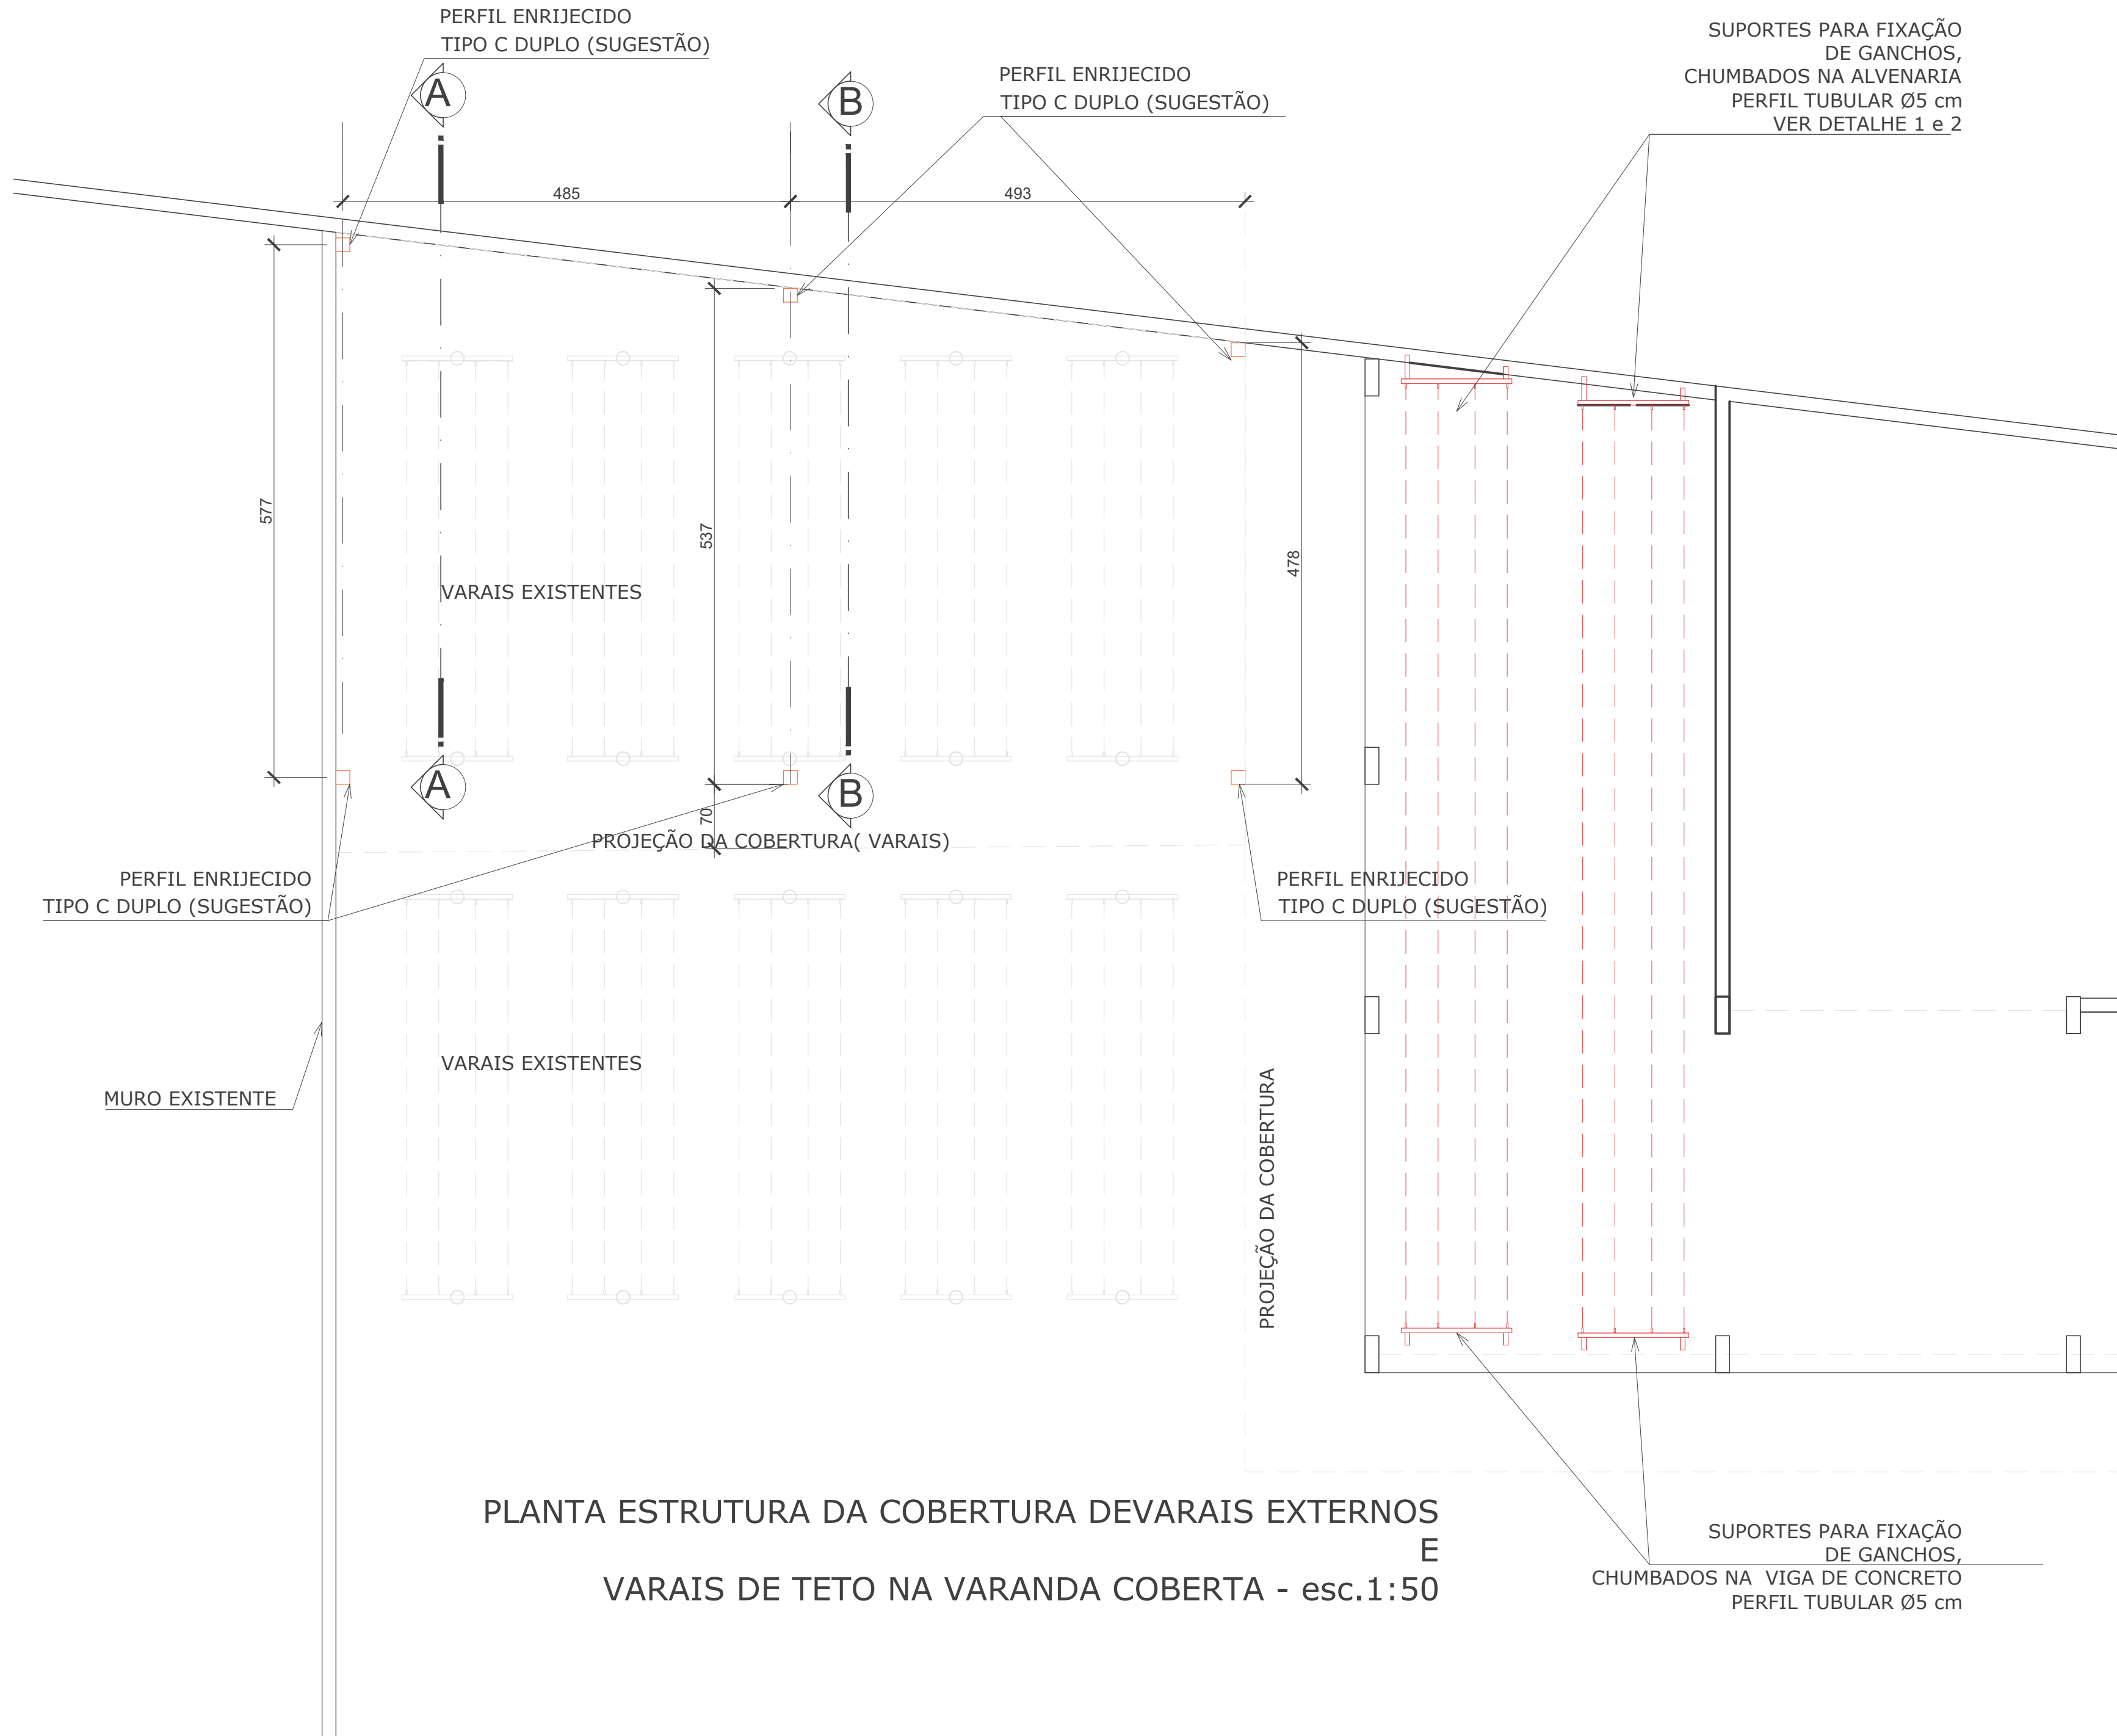 PERFIL ENRIJECIDO
TIPO C DUPLO (SUGESTÃO)
A
B
PERFIL ENRIJECIDO
TIPO C DUPLO (SUGESTÃO)
SUPORTES PARA FIXAÇÃO
DE GANCHOS,
CHUMBADOS NA ALVENARIA
PERFIL TUBULAR Ø5 cm
VER DETALHE 1 e 2
485
493
577
537
478
VARAIS EXISTENTES
A
B
70
PROJEÇÃO DA COBERTURA( VARAIS)
PERFIL ENRIJECIDO
TIPO C DUPLO (SUGESTÃO)
PERFIL ENRIJECIDO
TIPO C DUPLO (SUGESTÃO)
VARAIS EXISTENTES
MURO EXISTENTE
PROJEÇÃO DA COBERTURA
PLANTA ESTRUTURA DA COBERTURA DEVARAIS EXTERNOS
E
VARAIS DE TETO NA VARANDA COBERTA - esc.1:50
SUPORTES PARA FIXAÇÃO
DE GANCHOS,
CHUMBADOS NA VIGA DE CONCRETO
PERFIL TUBULAR Ø5 cm